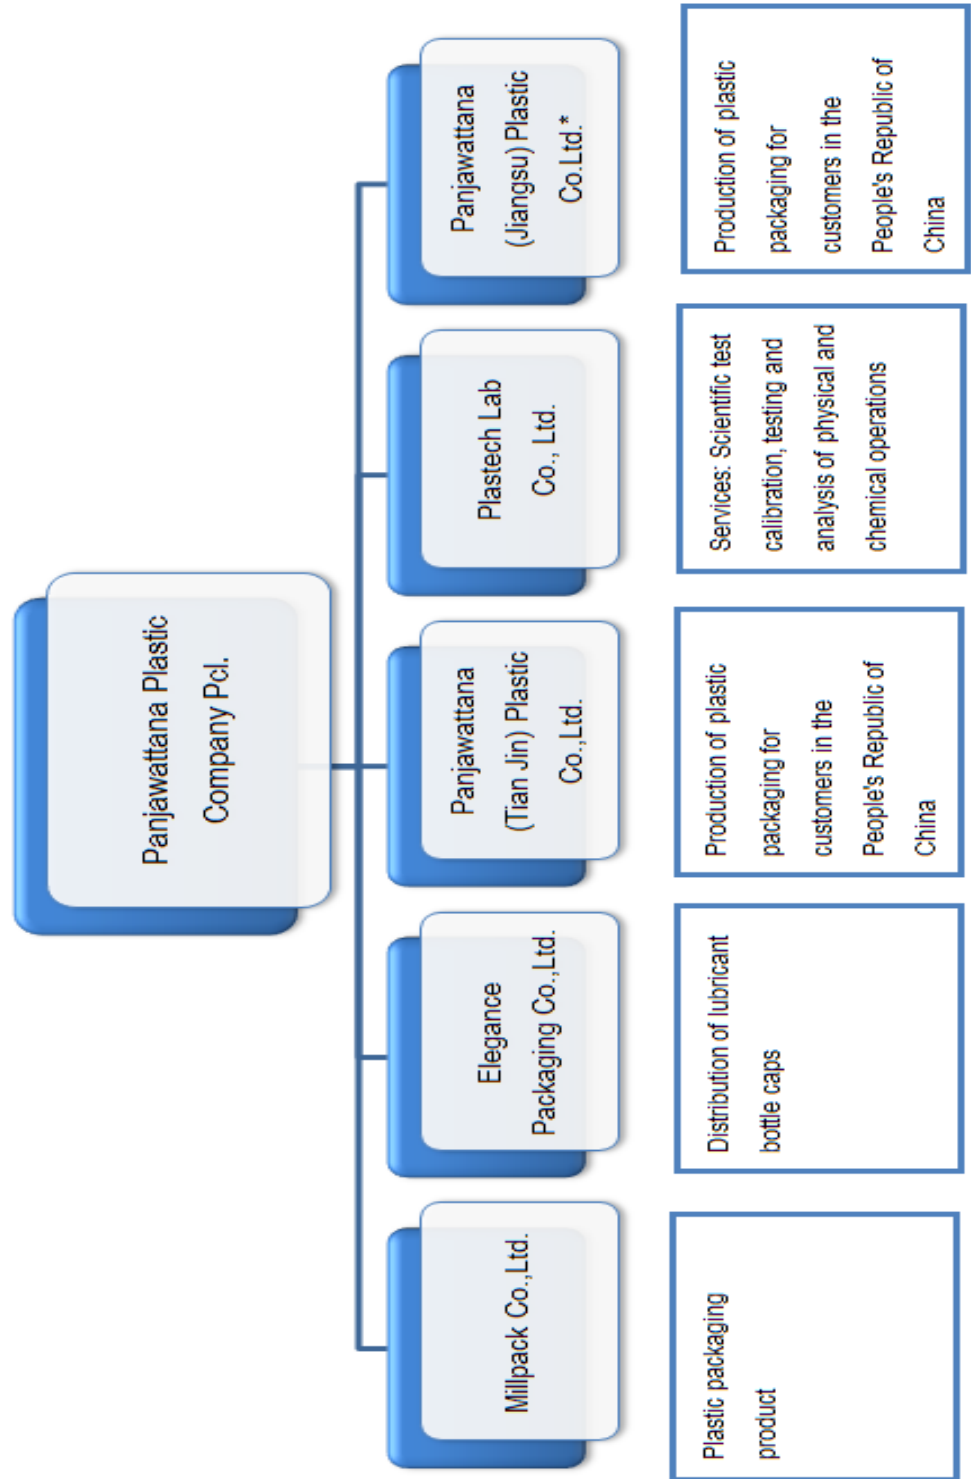 Panjawattana Plastic
Company Pcl.
Millpack Co.,Ltd.
Elegance
Packaging Co.,Ltd.
Panjawattana
(Tian Jin) Plastic
Co.,Ltd.
Plastech Lab
Co., Ltd.
Panjawattana
(Jiangsu) Plastic
Co.Ltd.*
Plastic packaging
product
Distribution of lubricant
bottle caps
Production of plastic
packaging for
customers in the
People's Republic of
China
Services: Scientific test
calibration, testing and
analysis of physical and
chemical operations
Production of plastic
packaging for
customers in the
People's Republic of
China